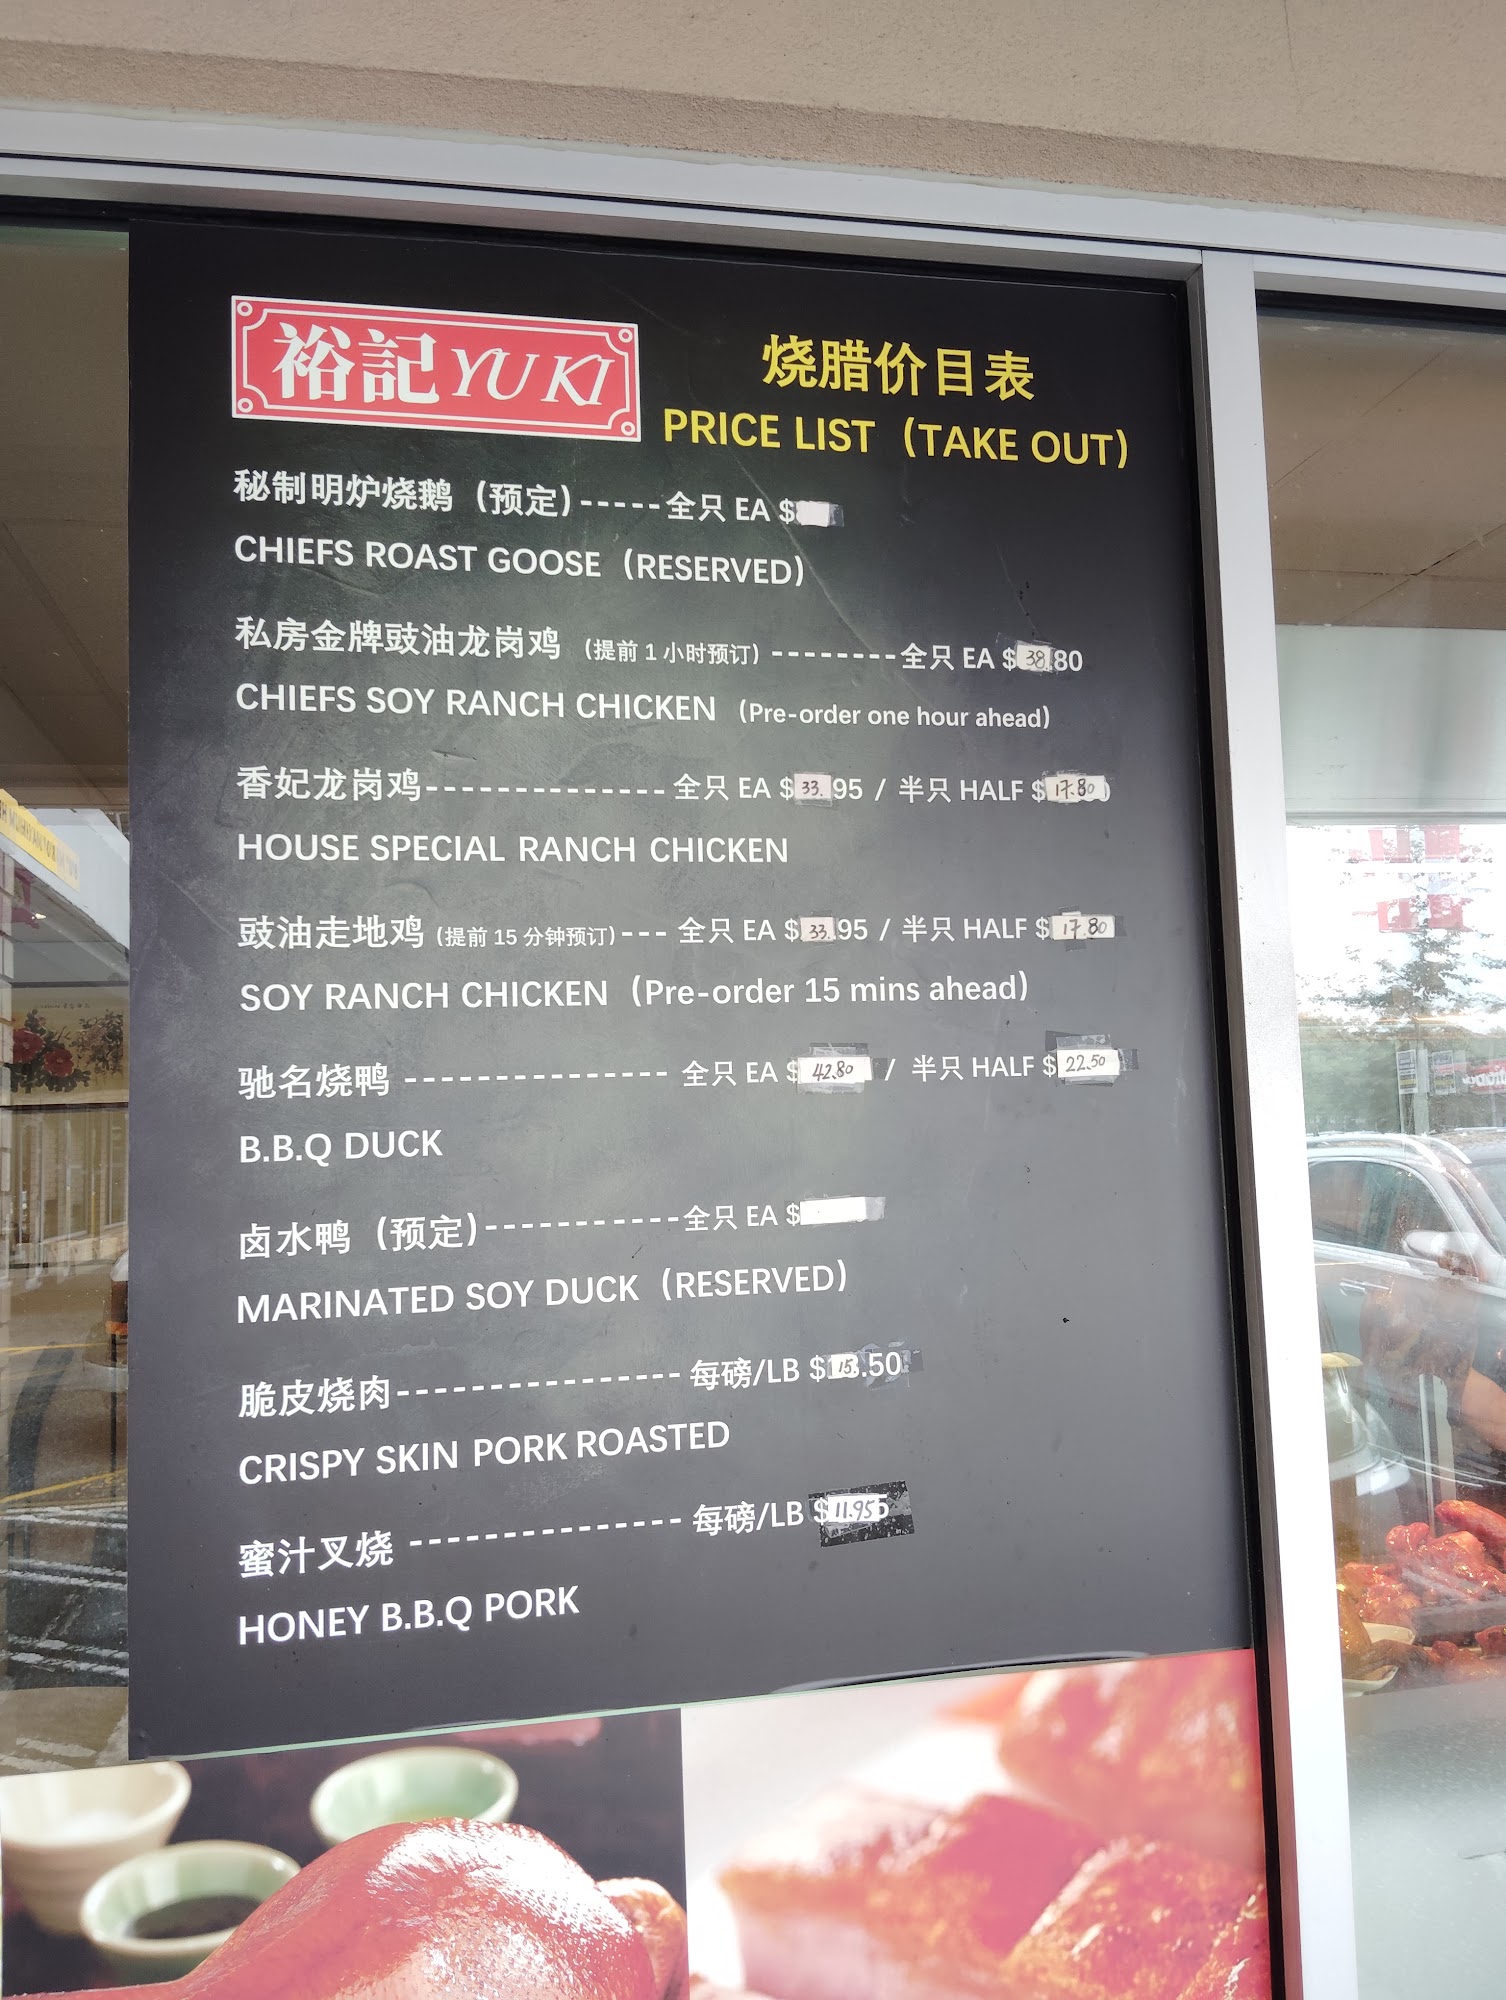 裕記 YU KI
烧腊价目表
PRICE LIST（TAKE OUT）
秘制明炉烧鹅（预定）-----全只 EA $
CHIEFS ROAST GOOSE（RESERVED）
私房金牌豉油龙岗鸡（提前 1 小时预订）--------全只 EA $38.80
CHIEFS SOY RANCH CHICKEN（Pre-order one hour ahead）
香妃龙岗鸡-------------- 全只 EA $33.95 / 半只 HALF $17.80
HOUSE SPECIAL RANCH CHICKEN
豉油走地鸡（提前 15 分钟预订）--- 全只 EA $33.95 / 半只 HALF $17.80
SOY RANCH CHICKEN（Pre-order 15 mins ahead）
驰名烧鸭 --------------- 全只 EA $42.80 / 半只 HALF $22.50
B.B.Q DUCK
卤水鸭（预定）-----------全只 EA $
MARINATED SOY DUCK（RESERVED）
脆皮烧肉---------------- 每磅/LB $15.50
CRISPY SKIN PORK ROASTED
蜜汁叉烧 --------------- 每磅/LB $11.95
HONEY B.B.Q PORK